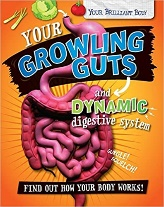 YOUR BRILLIANT BODY
YOUR
GROWLING
GUTS
and
DYNAMIC
digestive system
FIND OUT HOW YOUR BODY WORKS!